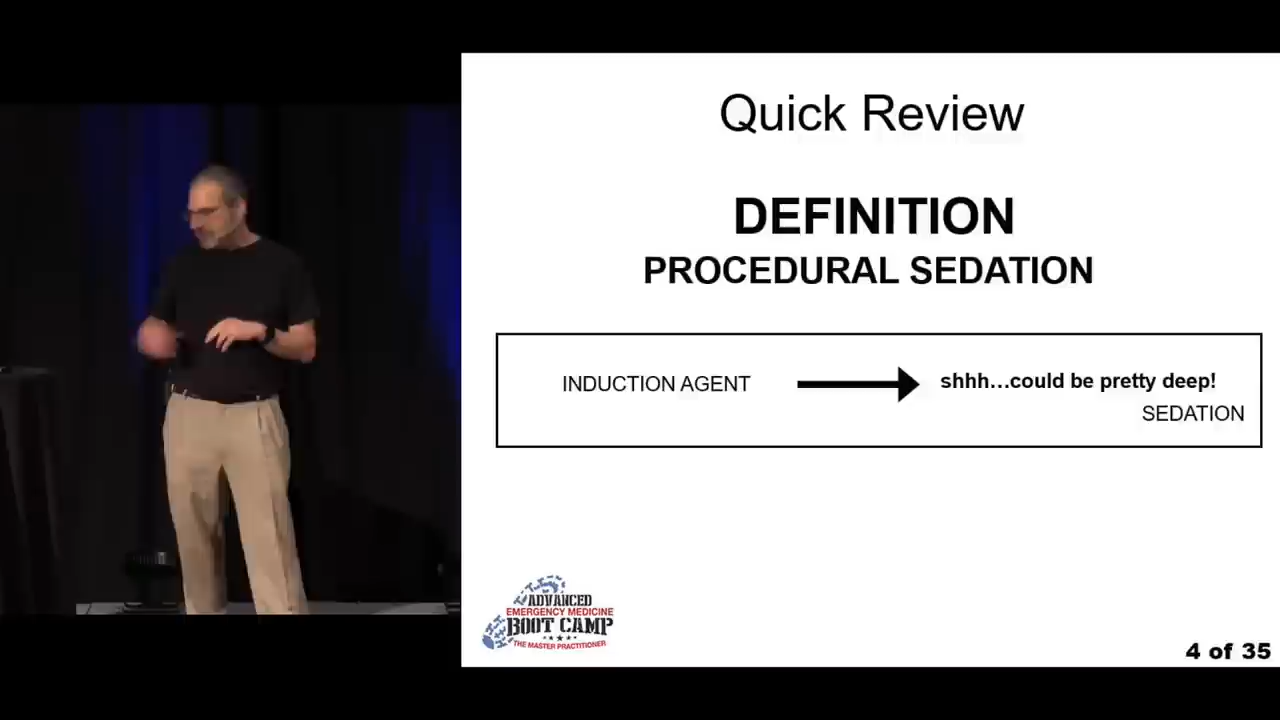 Quick Review
DEFINITION
PROCEDURAL SEDATION
INDUCTION AGENT
shhh...could be pretty deep!
SEDATION
ADVANCED
EMERGENCY MEDICINE
BOOT CAMP
THE MASTER PRACTITIONER
4 of 35